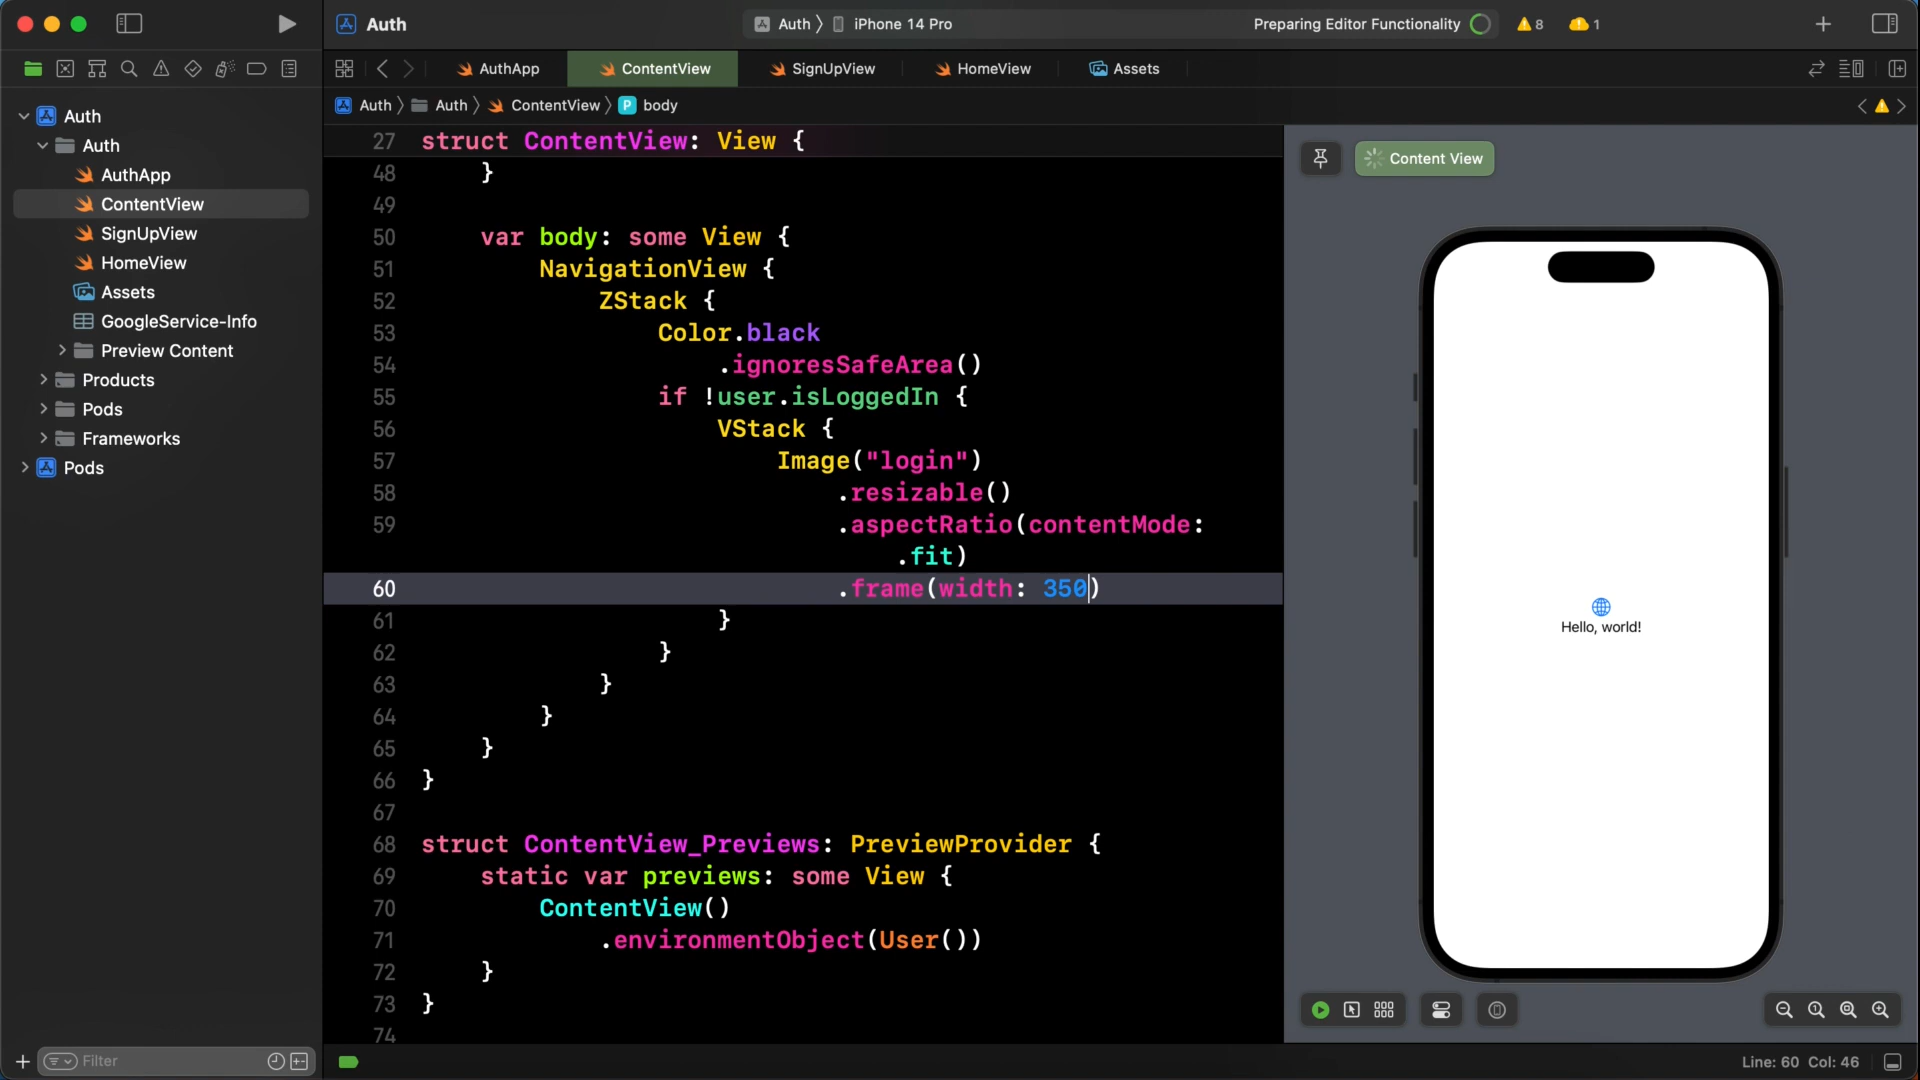 Auth
Auth 〉 iPhone 14 Pro
Preparing Editor Functionality
8
1
AuthApp
ContentView
SignUpView
HomeView
Assets
Auth 〉 Auth 〉 ContentView 〉 P body
Auth
Auth
AuthApp
ContentView
SignUpView
HomeView
Assets
GoogleService-Info
Preview Content
Products
Pods
Frameworks
Pods
Filter
27 struct ContentView: View {
48 }
49
50 var body: some View {
51 NavigationView {
52 ZStack {
53 Color.black
54 .ignoresSafeArea()
55 if !user.isLoggedIn {
56 VStack {
57 Image("login")
58 .resizable()
59 .aspectRatio(contentMode:
.fit)
60 .frame(width: 350)
61 }
62 }
63 }
64 }
65 }
66 }
67
68 struct ContentView_Previews: PreviewProvider {
69 static var previews: some View {
70 ContentView()
71 .environmentObject(User())
72 }
73 }
74
Content View
Hello, world!
Line: 60 Col: 46